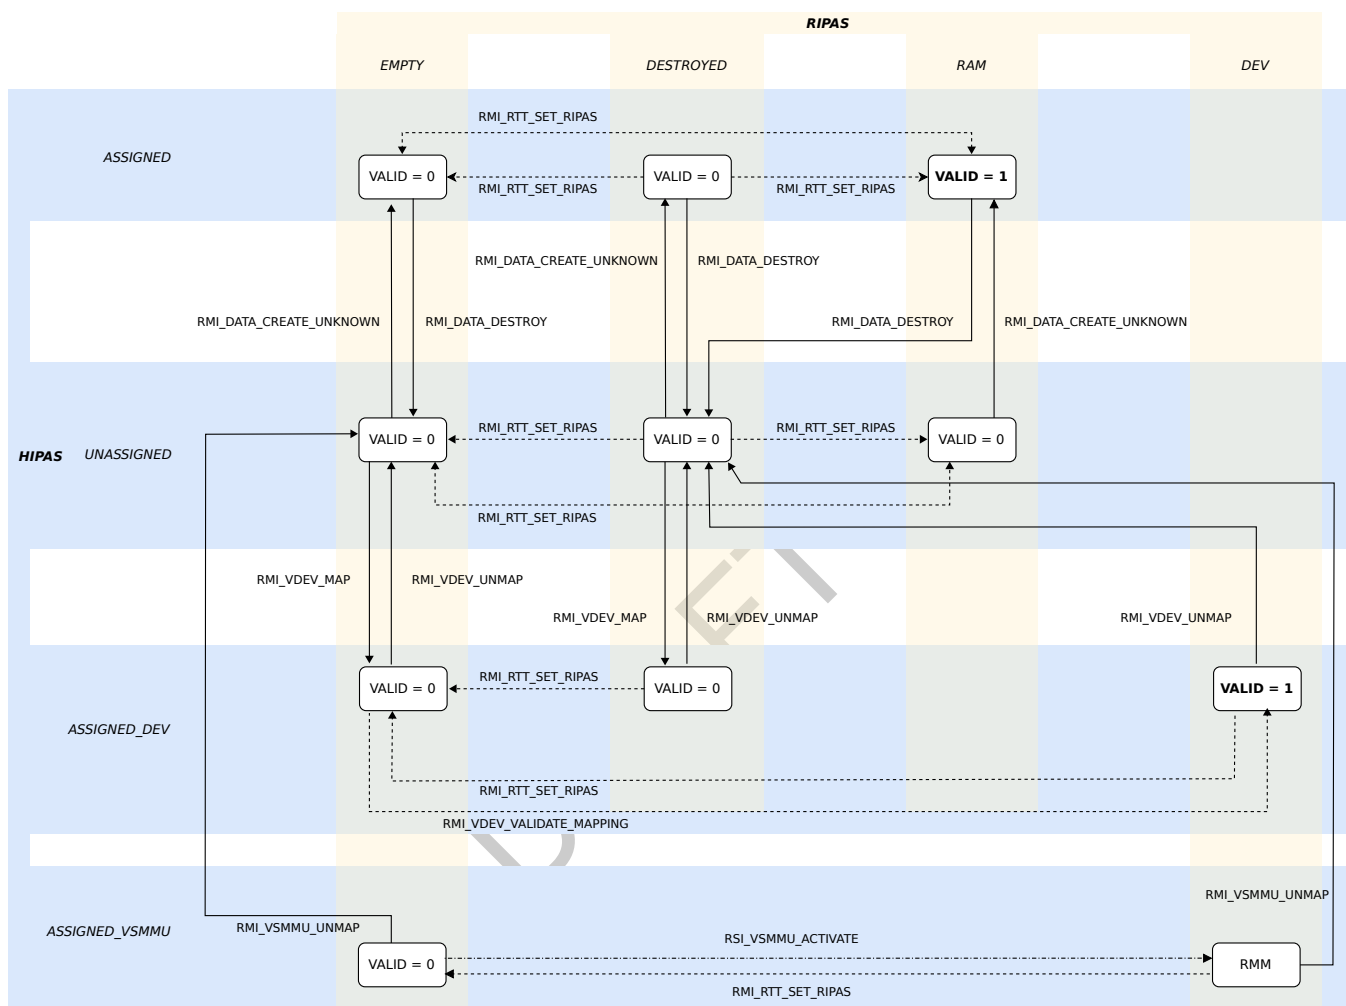 RIPAS
EMPTY
DESTROYED
RAM
DEV
RMI_RTT_SET_RIPAS
ASSIGNED
VALID = 0
RMI_RTT_SET_RIPAS
VALID = 0
RMI_RTT_SET_RIPAS
VALID = 1
RMI_DATA_CREATE_UNKNOWN
RMI_DATA_DESTROY
RMI_DATA_CREATE_UNKNOWN
RMI_DATA_DESTROY
RMI_DATA_DESTROY
RMI_DATA_CREATE_UNKNOWN
HIPAS
UNASSIGNED
VALID = 0
RMI_RTT_SET_RIPAS
VALID = 0
RMI_RTT_SET_RIPAS
VALID = 0
RMI_RTT_SET_RIPAS
RMI_VDEV_MAP
RMI_VDEV_UNMAP
RMI_VDEV_MAP
RMI_VDEV_UNMAP
RMI_VDEV_UNMAP
ASSIGNED_DEV
VALID = 0
RMI_RTT_SET_RIPAS
VALID = 0
VALID = 1
RMI_RTT_SET_RIPAS
RMI_VDEV_VALIDATE_MAPPING
RMI_VSMMU_UNMAP
ASSIGNED_VSMMU
RMI_VSMMU_UNMAP
VALID = 0
RSI_VSMMU_ACTIVATE
RMM
RMI_RTT_SET_RIPAS